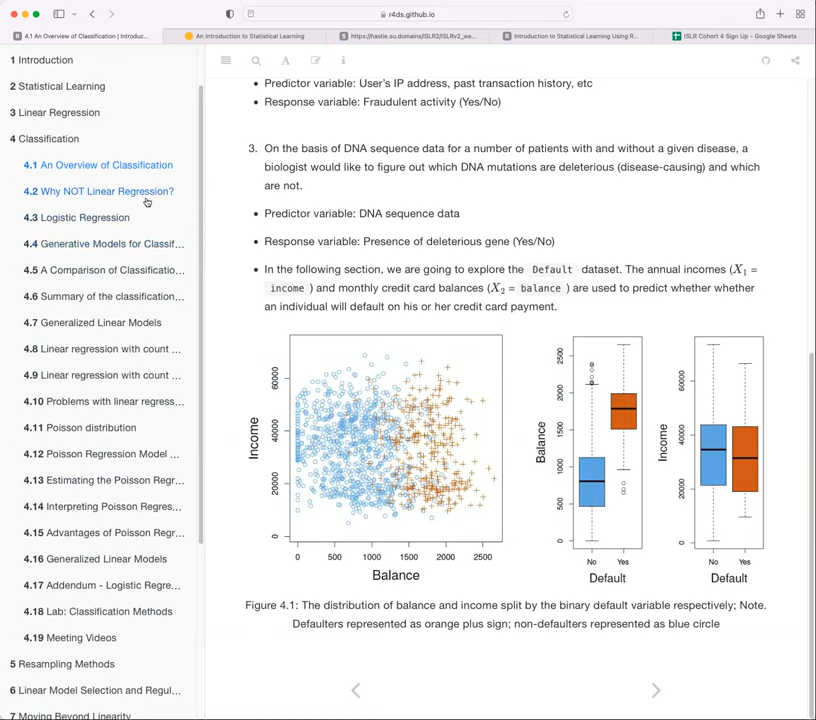 r4ds.github.io
4.1 An Overview of Classification | Introduc...
An Introduction to Statistical Learning
https://hastie.su.domains/ISLR2/ISLRv2_we...
Introduction to Statistical Learning Using R...
ISLR Cohort 4 Sign Up - Google Sheets
1 Introduction
2 Statistical Learning
3 Linear Regression
4 Classification
4.1 An Overview of Classification
4.2 Why NOT Linear Regression?
4.3 Logistic Regression
4.4 Generative Models for Classif...
4.5 A Comparison of Classificatio...
4.6 Summary of the classification...
4.7 Generalized Linear Models
4.8 Linear regression with count ...
4.9 Linear regression with count ...
4.10 Problems with linear regress...
4.11 Poisson distribution
4.12 Poisson Regression Model ...
4.13 Estimating the Poisson Regr...
4.14 Interpreting Poisson Regres...
4.15 Advantages of Poisson Regr...
4.16 Generalized Linear Models
4.17 Addendum - Logistic Regre...
4.18 Lab: Classification Methods
4.19 Meeting Videos
5 Resampling Methods
6 Linear Model Selection and Regul...
7 Moving Beyond Linearity
• Predictor variable: User's IP address, past transaction history, etc
• Response variable: Fraudulent activity (Yes/No)
3. On the basis of DNA sequence data for a number of patients with and without a given disease, a
biologist would like to figure out which DNA mutations are deleterious (disease-causing) and which
are not.
• Predictor variable: DNA sequence data
• Response variable: Presence of deleterious gene (Yes/No)
• In the following section, we are going to explore the Default dataset. The annual incomes (X1 =
income ) and monthly credit card balances (X2 = balance ) are used to predict whether whether
an individual will default on his or her credit card payment.
Income
0 20000 40000 60000
0 500 1000 1500 2000 2500
Balance
Balance
0 500 1000 1500 2000 2500
No Yes
Default
Income
0 20000 40000 60000
No Yes
Default
Figure 4.1: The distribution of balance and income split by the binary default variable respectively; Note.
Defaulters represented as orange plus sign; non-defaulters represented as blue circle